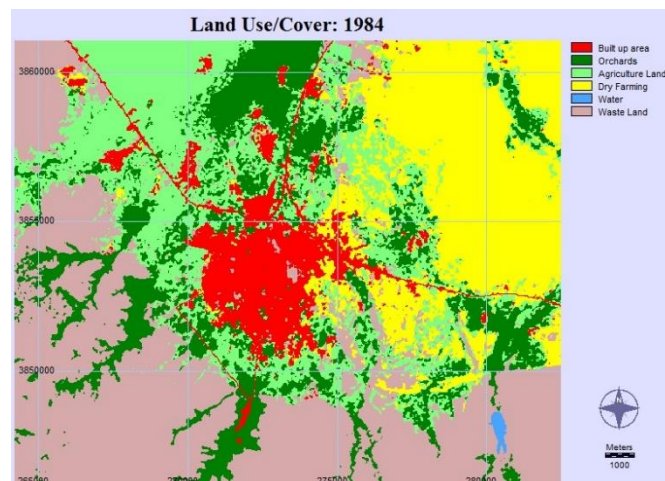 Land Use/Cover: 1984
Built up area
Orchards
Agriculture Land
Dry Farming
Water
Waste Land
3860000
3850000
275000
Meters
1000